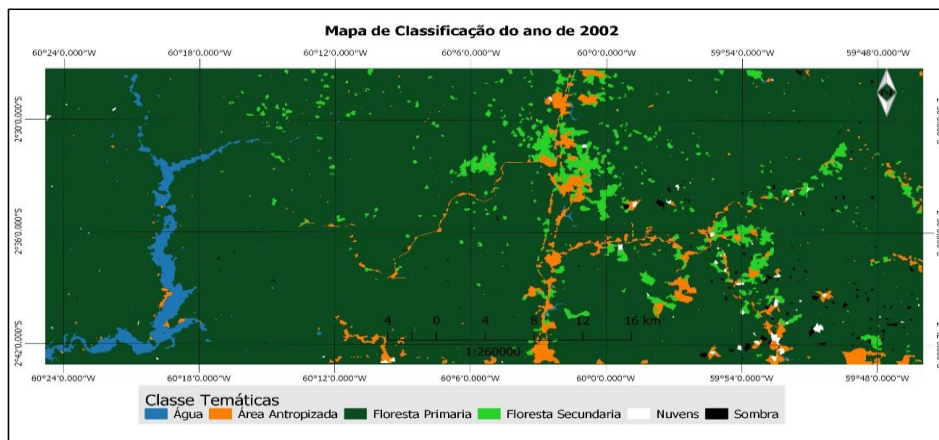 Mapa de Classificação do ano de 2002
60°24'0.000"W 60°18'0.000"W 60°12'0.000"W 60°6'0.000"W 60°0'0.000"W 59°54'0.000"W 59°48'0.000"W
2°30'0.000"S
2°36'0.000"S
2°42'0.000"S
4 0 4 8 12 16 km
1:260000
60°24'0.000"W 60°18'0.000"W 60°12'0.000"W 60°6'0.000"W 60°0'0.000"W 59°54'0.000"W 59°48'0.000"W
Classe Temáticas
Água Área Antropizada Floresta Primaria Floresta Secundaria Nuvens Sombra